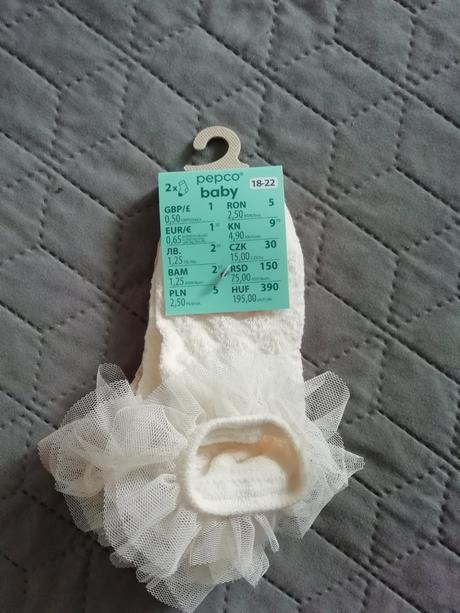 2x pepco® baby 18-22
GBP/£ 1
0,50
EUR/€ 1
0,65
ЛВ. 2
1,25
BAM 2
1,25
PLN 5
2,50
RON 5
2,50
KN 9
4,90
CZK 30
15,00
RSD 150
75,00
HUF 390
195,00